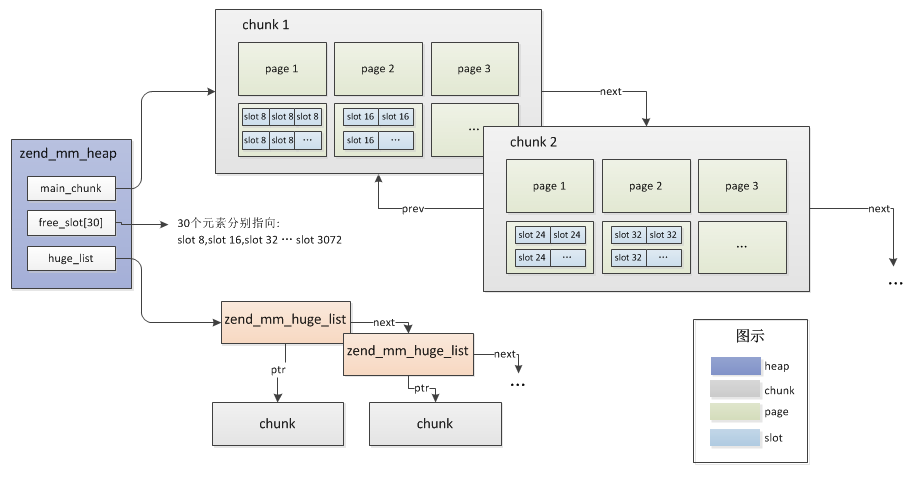 chunk 1
page 1
page 2
page 3
slot 8 slot 8 slot 8
slot 8 slot 8 ...
slot 16 slot 16
slot 16 ...
...
next
chunk 2
page 1
page 2
page 3
slot 24 slot 24
slot 24 ...
slot 32 slot 32
slot 32 ...
...
prev
next
...
zend_mm_heap
main_chunk
free_slot[30]
huge_list
30个元素分别指向:
slot 8,slot 16,slot 32 ... slot 3072
zend_mm_huge_list
next
zend_mm_huge_list
next
...
ptr
ptr
chunk
chunk
图示
heap
chunk
page
slot